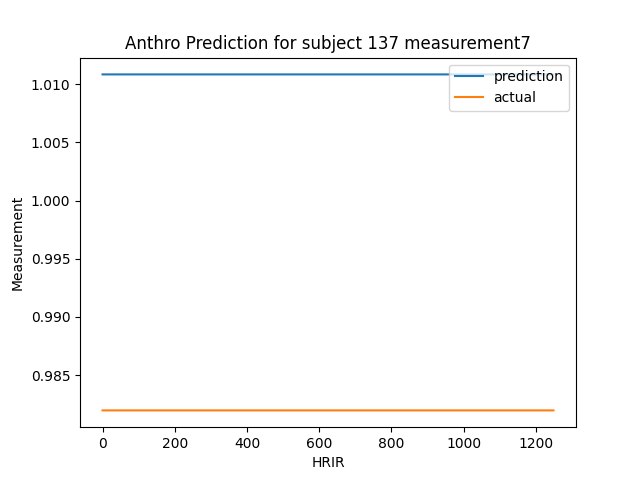 Anthro Prediction for subject 137 measurement7
prediction
actual
1.010
1.005
1.000
0.995
0.990
0.985
Measurement
0
200
400
600
800
1000
1200
HRIR